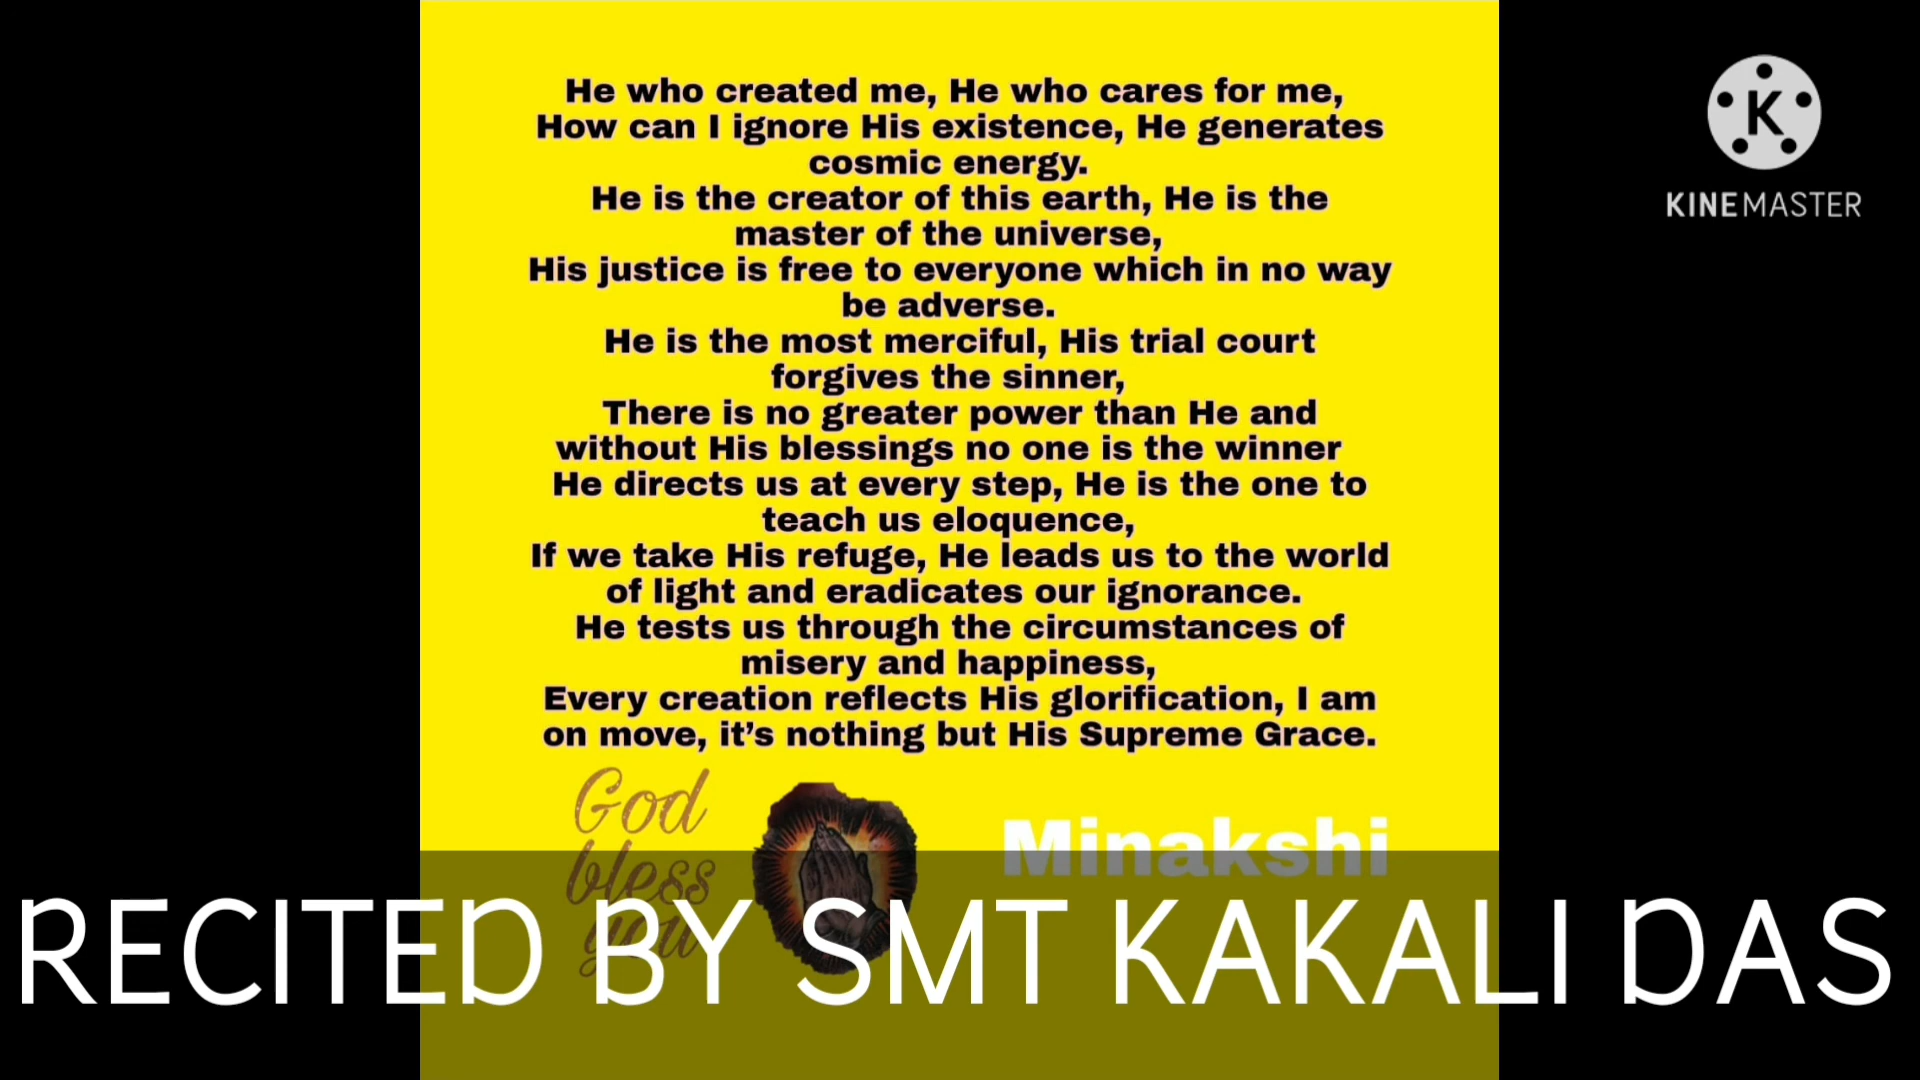 He who created me, He who cares for me,
How can I ignore His existence, He generates
cosmic energy.
He is the creator of this earth, He is the
master of the universe,
His justice is free to everyone which in no way
be adverse.
He is the most merciful, His trial court
forgives the sinner,
There is no greater power than He and
without His blessings no one is the winner
He directs us at every step, He is the one to
teach us eloquence,
If we take His refuge, He leads us to the world
of light and eradicates our ignorance.
He tests us through the circumstances of
misery and happiness,
Every creation reflects His glorification, I am
on move, it's nothing but His Supreme Grace.
God
bless
you
Minakshi
RECITED BY SMT KAKALI DAS
K
KINEMASTER